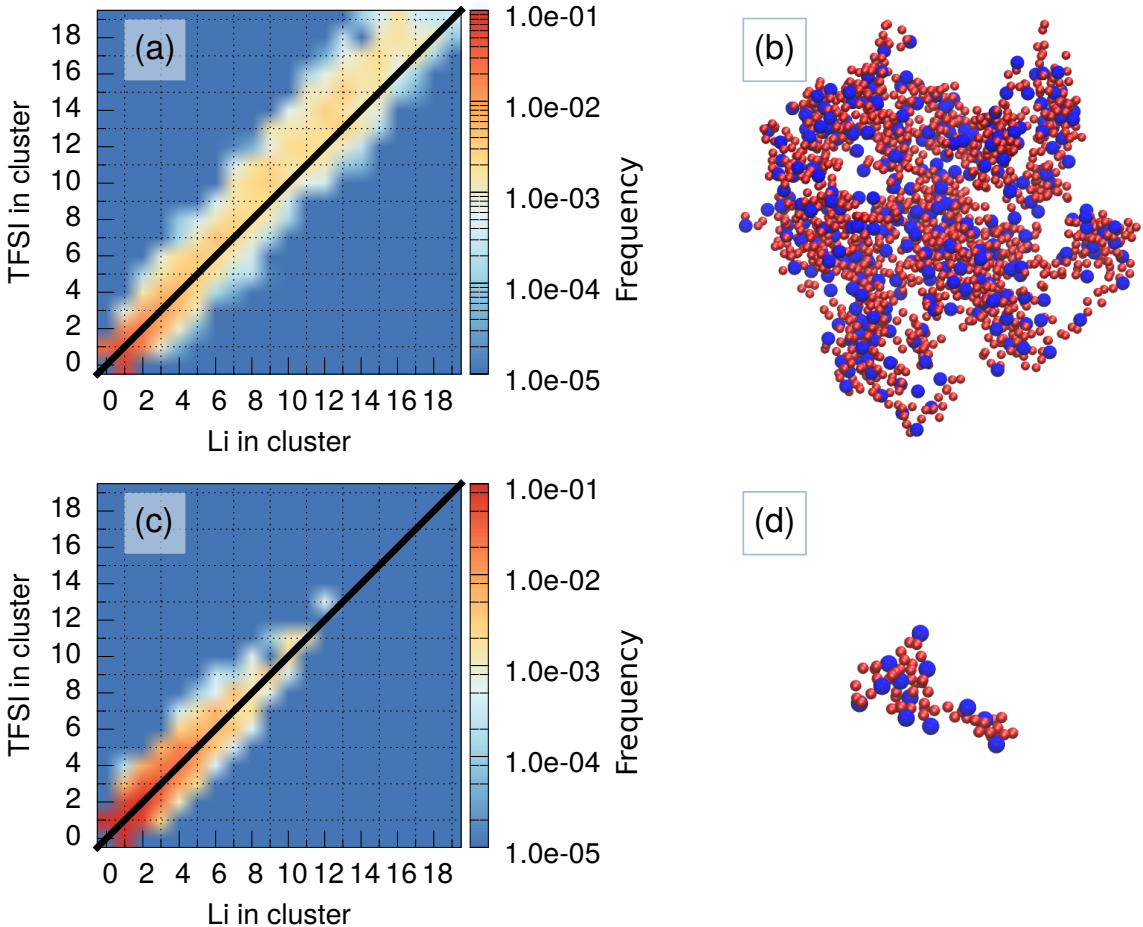 (a)
18
16
14
12
10
8
6
4
2
0
TFSI in cluster
0 2 4 6 8 10 12 14 16 18
Li in cluster
1.0e-01
1.0e-02
1.0e-03
1.0e-04
1.0e-05
Frequency
(b)
(c)
18
16
14
12
10
8
6
4
2
0
TFSI in cluster
0 2 4 6 8 10 12 14 16 18
Li in cluster
1.0e-01
1.0e-02
1.0e-03
1.0e-04
1.0e-05
Frequency
(d)